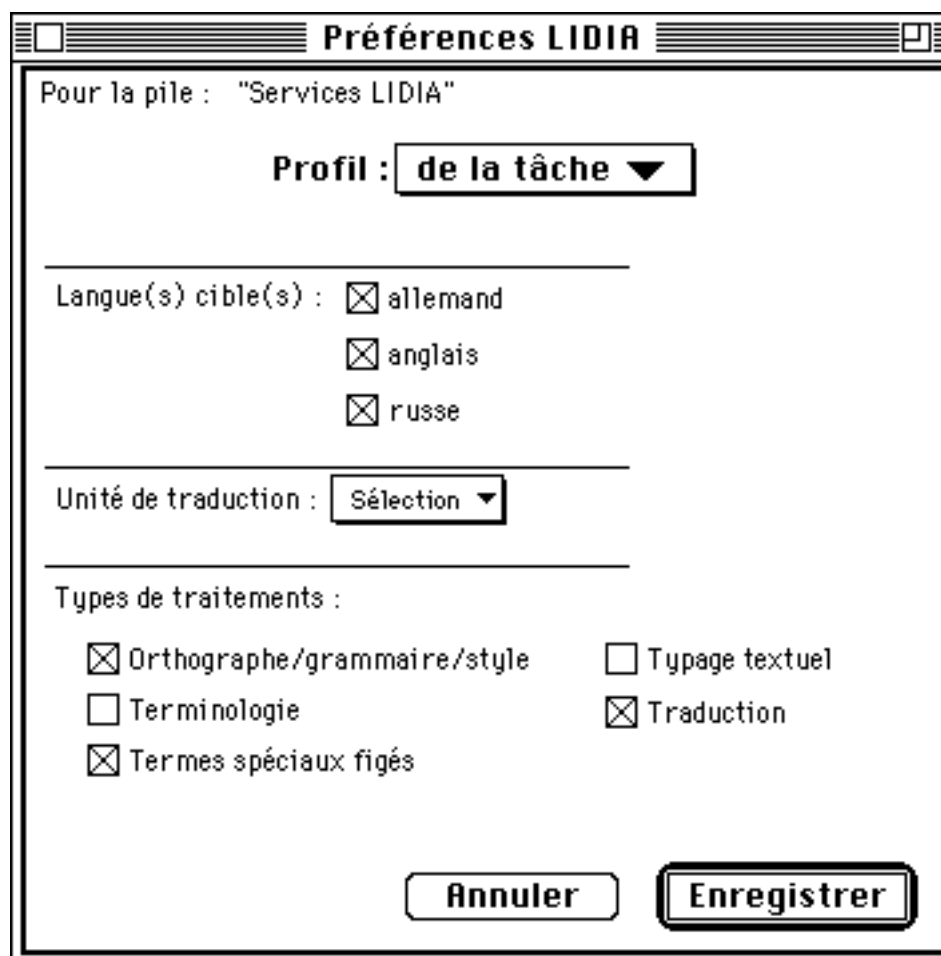 Préférences LIDIA
Pour la pile : "Services LIDIA"
Profil : de la tâche
Langue(s) cible(s) : allemand
anglais
russe
Unité de traduction : Sélection
Types de traitements :
Orthographe/grammaire/style Typage textuel
Terminologie Traduction
Termes spéciaux figés
Annuler Enregistrer